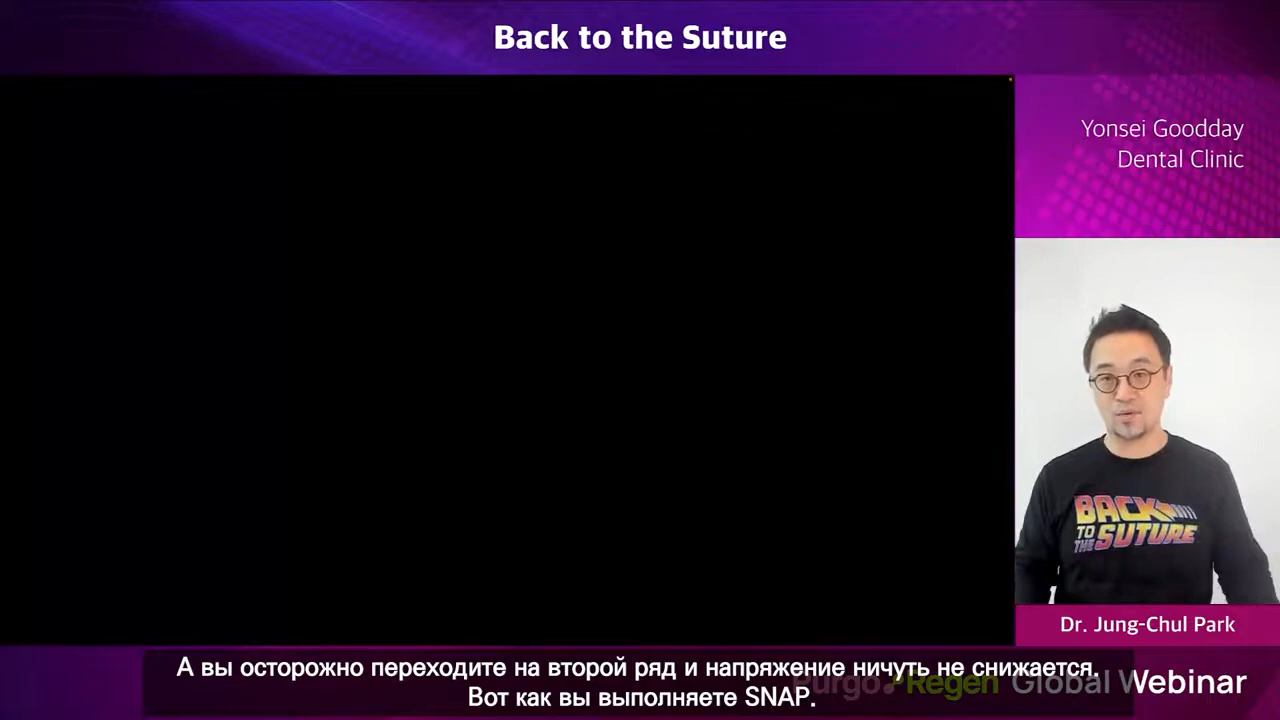 Back to the Suture
Yonsei Goodday
Dental Clinic
BACK
TO
THE SUTURE
Dr. Jung-Chul Park
А вы осторожно переходите на второй ряд и напряжение ничуть не снижается.
Вот как вы выполняете SNAP.
Purgo Regen Global Webinar